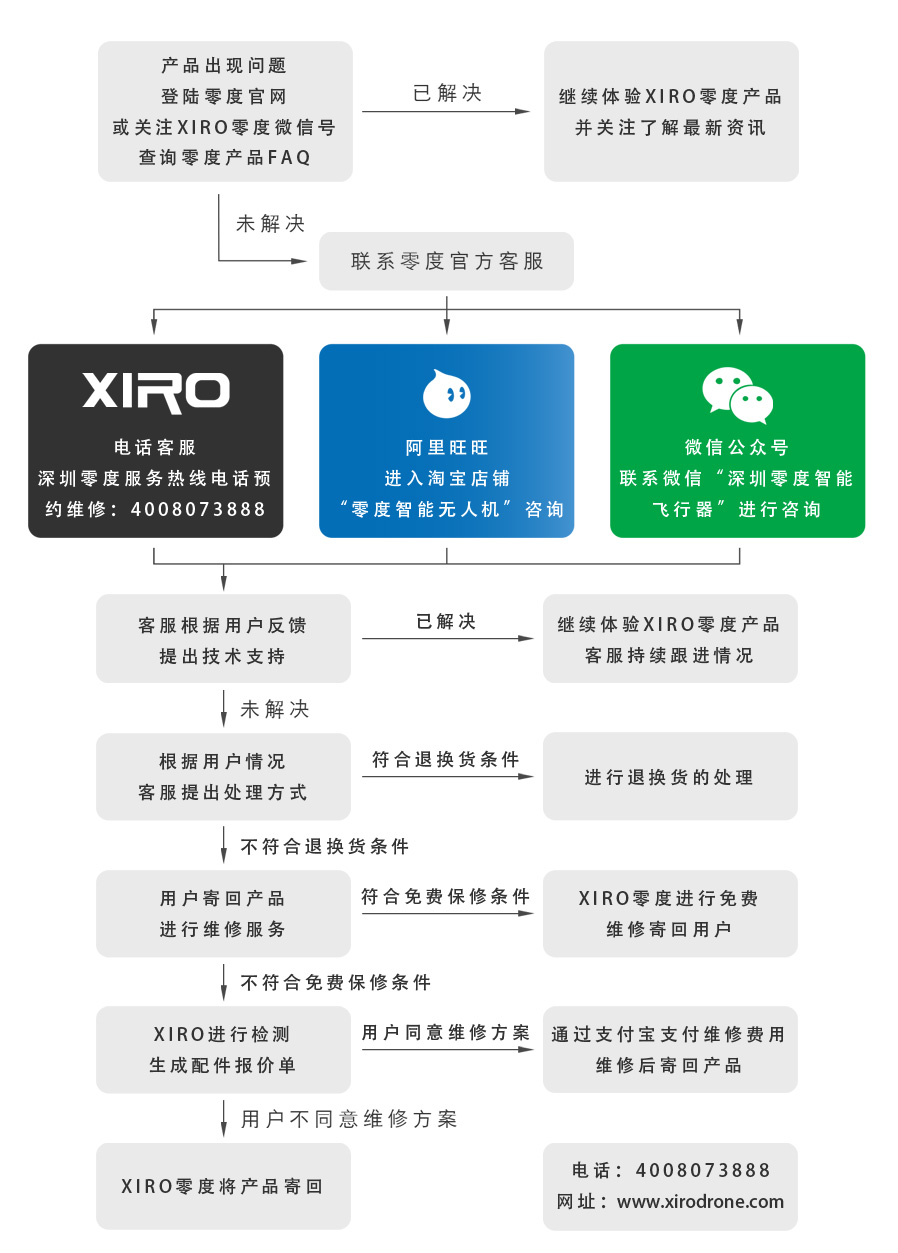 产品出现问题
登陆零度官网
或关注XIRO零度微信号
查询零度产品FAQ
已解决
继续体验XIRO零度产品
并关注了解最新资讯
未解决
联系零度官方客服
XIRO
电话客服
深圳零度服务热线电话预
约维修：4008073888
阿里旺旺
进入淘宝店铺
“零度智能无人机”咨询
微信公众号
联系微信“深圳零度智能
飞行器”进行咨询
客服根据用户反馈
提出技术支持
已解决
继续体验XIRO零度产品
客服持续跟进情况
未解决
根据用户情况
客服提出处理方式
符合退换货条件
进行退换货的处理
不符合退换货条件
用户寄回产品
进行维修服务
符合免费保修条件
XIRO零度进行免费
维修寄回用户
不符合免费保修条件
XIRO进行检测
生成配件报价单
用户同意维修方案
通过支付宝支付维修费用
维修后寄回产品
用户不同意维修方案
XIRO零度将产品寄回
电话：4008073888
网址：www.xirodrone.com